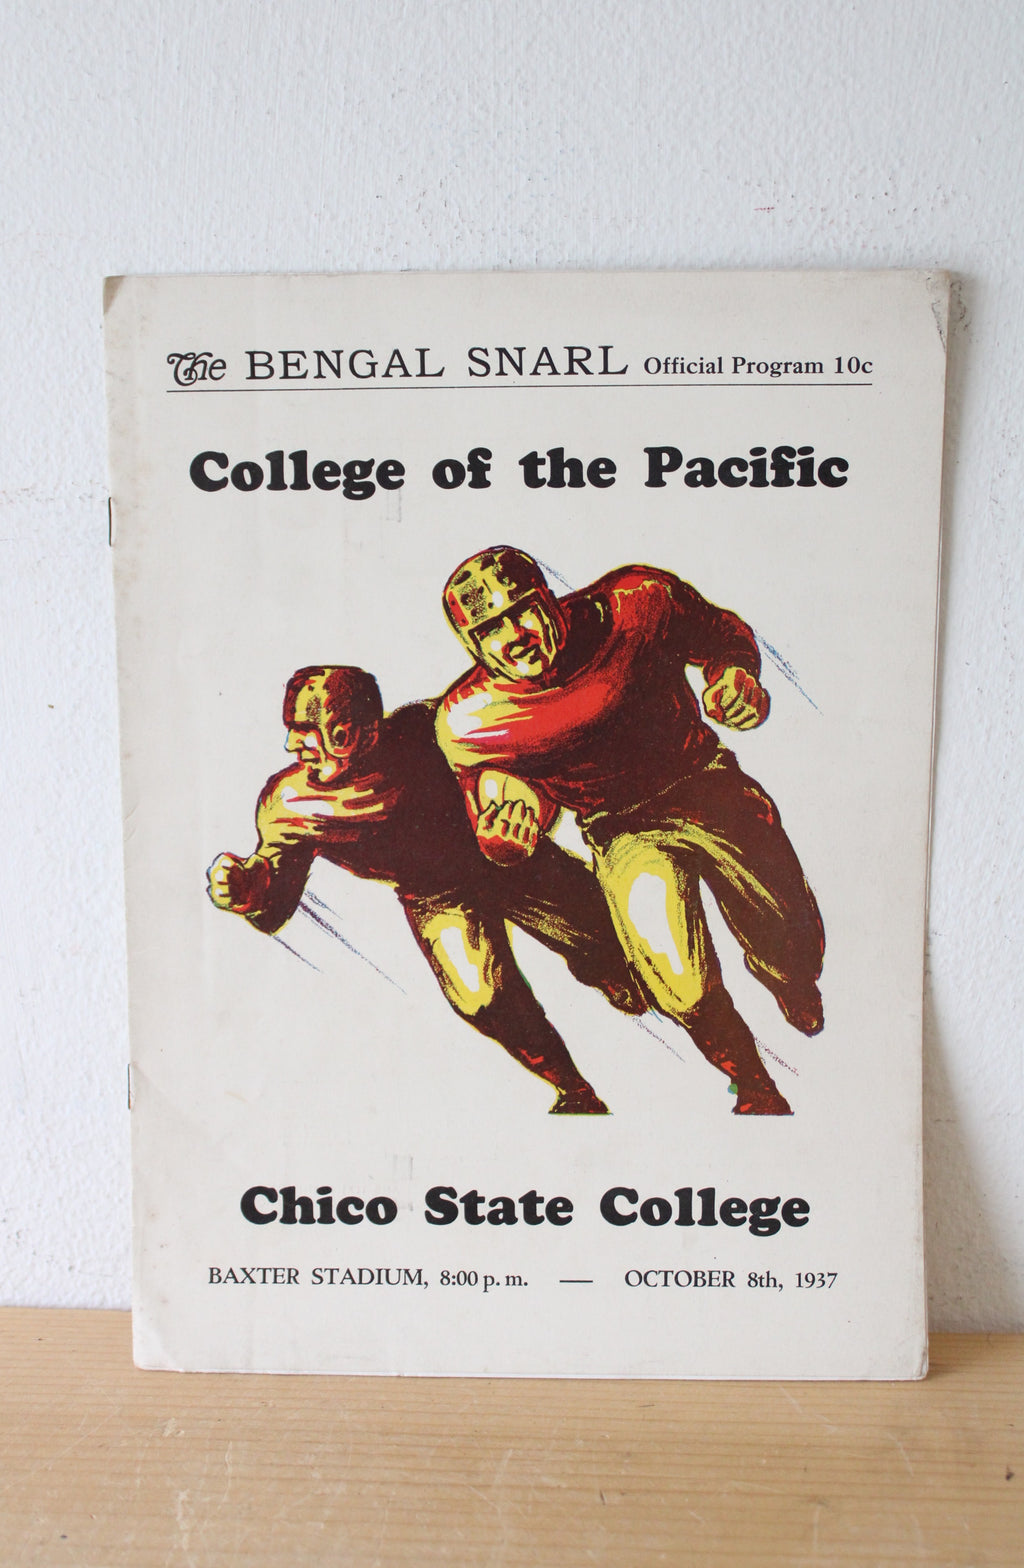 The BENGAL SNARL Official Program 10c
College of the Pacific
Chico State College
BAXTER STADIUM, 8:00 p. m. — OCTOBER 8th, 1937